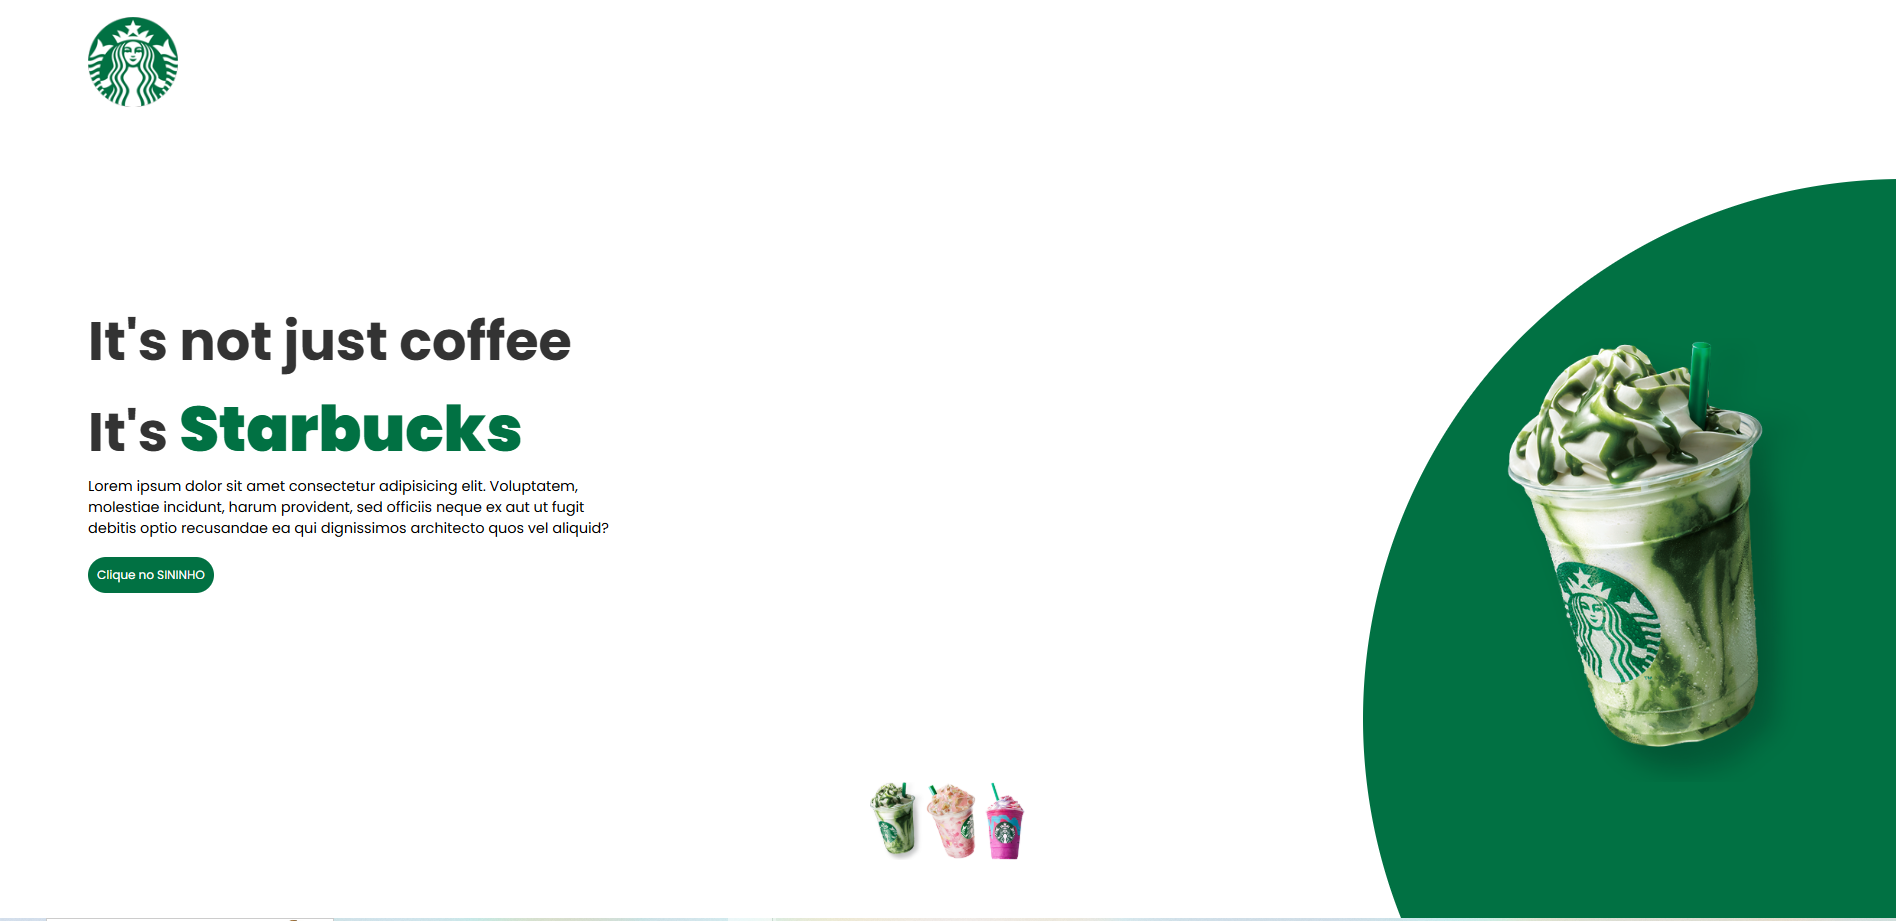 It's not just coffee
It's Starbucks
Lorem ipsum dolor sit amet consectetur adipisicing elit. Voluptatem,
molestiae incidunt, harum provident, sed officiis neque ex aut ut fugit
debitis optio recusandae ea qui dignissimos architecto quos vel aliquid?
Clique no SININHO